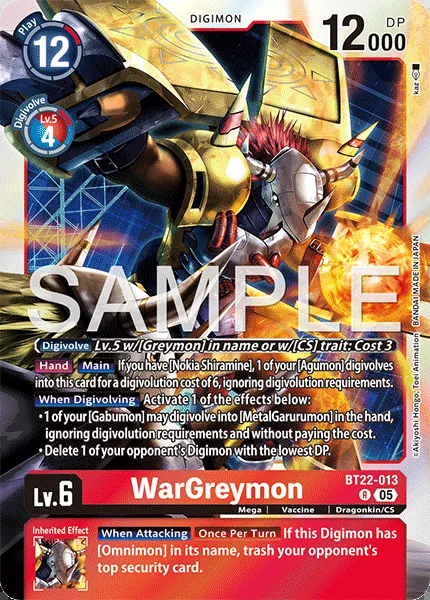 Play
12
DIGIMON
DP
12000
Digivolve
Lv.5
4
kaz
SAMPLE
Digivolve Lv.5 w/[Greymon] in name or w/[CS] trait: Cost 3
Hand Main If you have [Nokia Shiramine], 1 of your [Agumon] digivolves
into this card for a digivolution cost of 6, ignoring digivolution requirements.
When Digivolving Activate 1 of the effects below:
• 1 of your [Gabumon] may digivolve into [MetalGarurumon] in the hand,
ignoring digivolution requirements and without paying the cost.
• Delete 1 of your opponent's Digimon with the lowest DP.
©Akiyoshi Hongo, Toei Animation BANDAI MADE IN JAPAN
Lv.6
WarGreymon
BT22-013
R 05
Mega | Vaccine | Dragonkin/CS
Inherited Effect
When Attacking Once Per Turn If this Digimon has
[Omnimon] in its name, trash your opponent's
top security card.